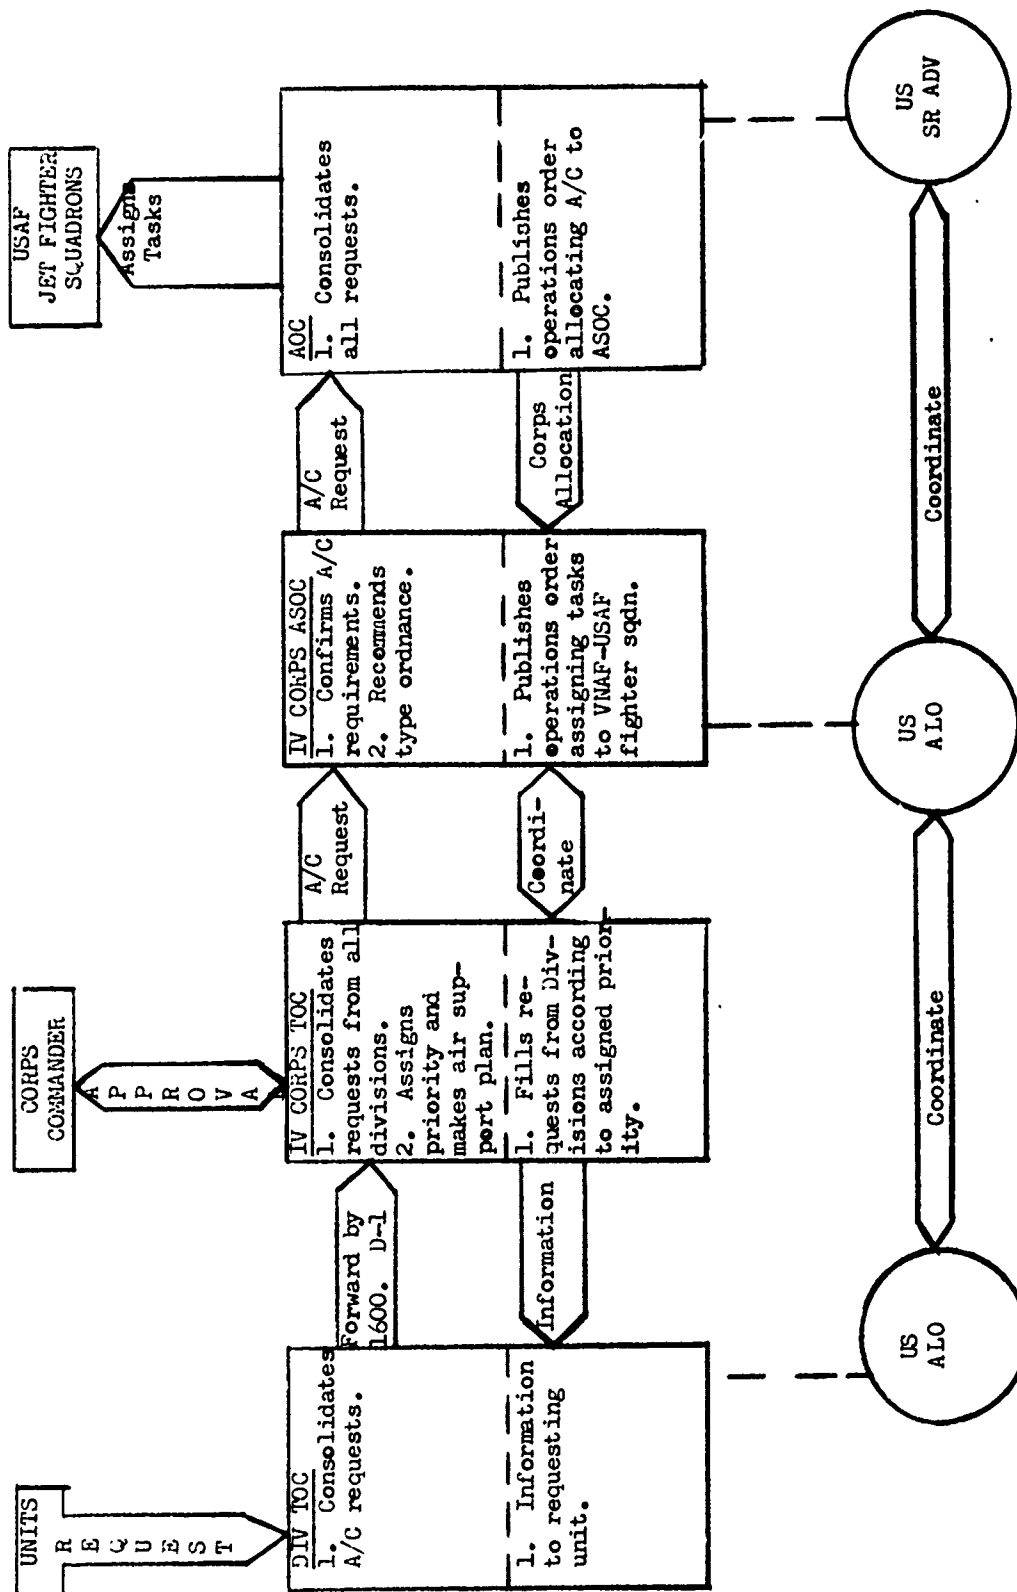 UNITS
REQUEST
DIV TOC
1. Consolidates
A/C requests.
1. Information
to requesting
unit.
Forward by
1600. D-1
Information
CORPS
COMMANDER
APPROVAL
IV CORPS TOC
1. Consolidates
requests from all
divisions.
2. Assigns
priority and
makes air sup-
port plan.
1. Fills re-
quests from Div-
isions according
to assigned prior-
ity.
A/C
Request
Coordi-
nate
IV CORPS ASOC
1. Confirms A/C
requirements.
2. Recommends
type ordnance.
1. Publishes
operations order
assigning tasks
to VNAF-USAF
fighter sqdn.
A/C
Request
Corps
Allocation
USAF
JET FIGHTER
SQUADRONS
Assigns
Tasks
AOC
1. Consolidates
all requests.
1. Publishes
operations order
allocating A/C to
ASOC.
US
ALO
Coordinate
US
ALO
Coordinate
US
SR ADV